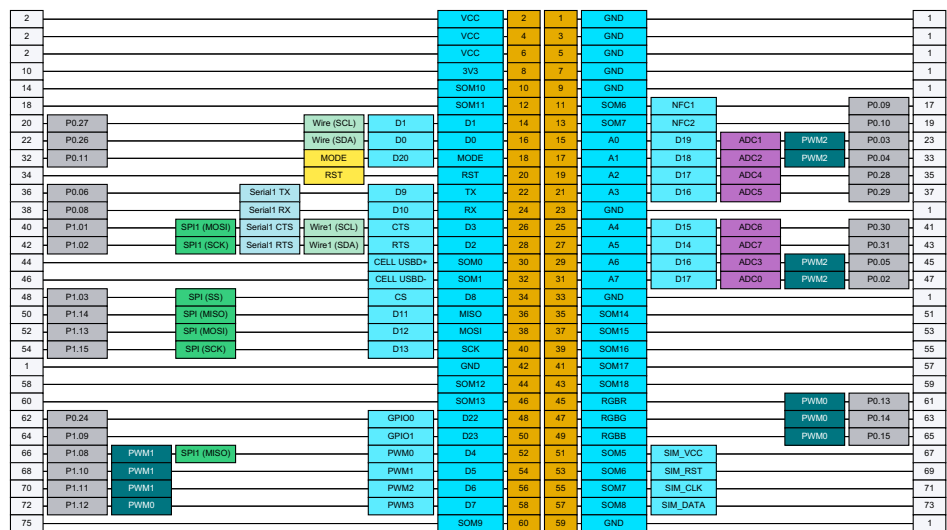 2 VCC 2 1 GND 1
2 VCC 4 3 GND 1
2 VCC 6 5 GND 1
10 3V3 8 7 GND 1
14 SOM10 10 9 GND 1
18 SOM11 12 11 SOM6 NFC1 P0.09 17
20 P0.27 Wire (SCL) D1 D1 14 13 SOM7 NFC2 P0.10 19
22 P0.26 Wire (SDA) D0 D0 16 15 A0 D19 ADC1 PWM2 P0.03 23
32 P0.11 MODE D20 MODE 18 17 A1 D18 ADC2 PWM2 P0.04 33
34 RST RST 20 19 A2 D17 ADC4 P0.28 35
36 P0.06 Serial1 TX D9 TX 22 21 A3 D16 ADC5 P0.29 37
38 P0.08 Serial1 RX D10 RX 24 23 GND 1
40 P1.01 SPI1 (MOSI) Serial1 CTS Wire1 (SCL) CTS D3 26 25 A4 D15 ADC6 P0.30 41
42 P1.02 SPI1 (SCK) Serial1 RTS Wire1 (SDA) RTS D2 28 27 A5 D14 ADC7 P0.31 43
44 CELL USBD+ SOM0 30 29 A6 D16 ADC3 PWM2 P0.05 45
46 CELL USBD- SOM1 32 31 A7 D17 ADC0 PWM2 P0.02 47
48 P1.03 SPI (SS) CS D8 34 33 GND 1
50 P1.14 SPI (MISO) D11 MISO 36 35 SOM14 51
52 P1.13 SPI (MOSI) D12 MOSI 38 37 SOM15 53
54 P1.15 SPI (SCK) D13 SCK 40 39 SOM16 55
1 GND 42 41 SOM17 57
58 SOM12 44 43 SOM18 59
60 SOM13 46 45 RGBR PWM0 P0.13 61
62 P0.24 GPIO0 D22 48 47 RGBG PWM0 P0.14 63
64 P1.09 GPIO1 D23 50 49 RGBB PWM0 P0.15 65
66 P1.08 PWM1 SPI1 (MISO) PWM0 D4 52 51 SOM5 SIM_VCC 67
68 P1.10 PWM1 PWM1 D5 54 53 SOM6 SIM_RST 69
70 P1.11 PWM1 PWM2 D6 56 55 SOM7 SIM_CLK 71
72 P1.12 PWM0 PWM3 D7 58 57 SOM8 SIM_DATA 73
75 SOM9 60 59 GND 1